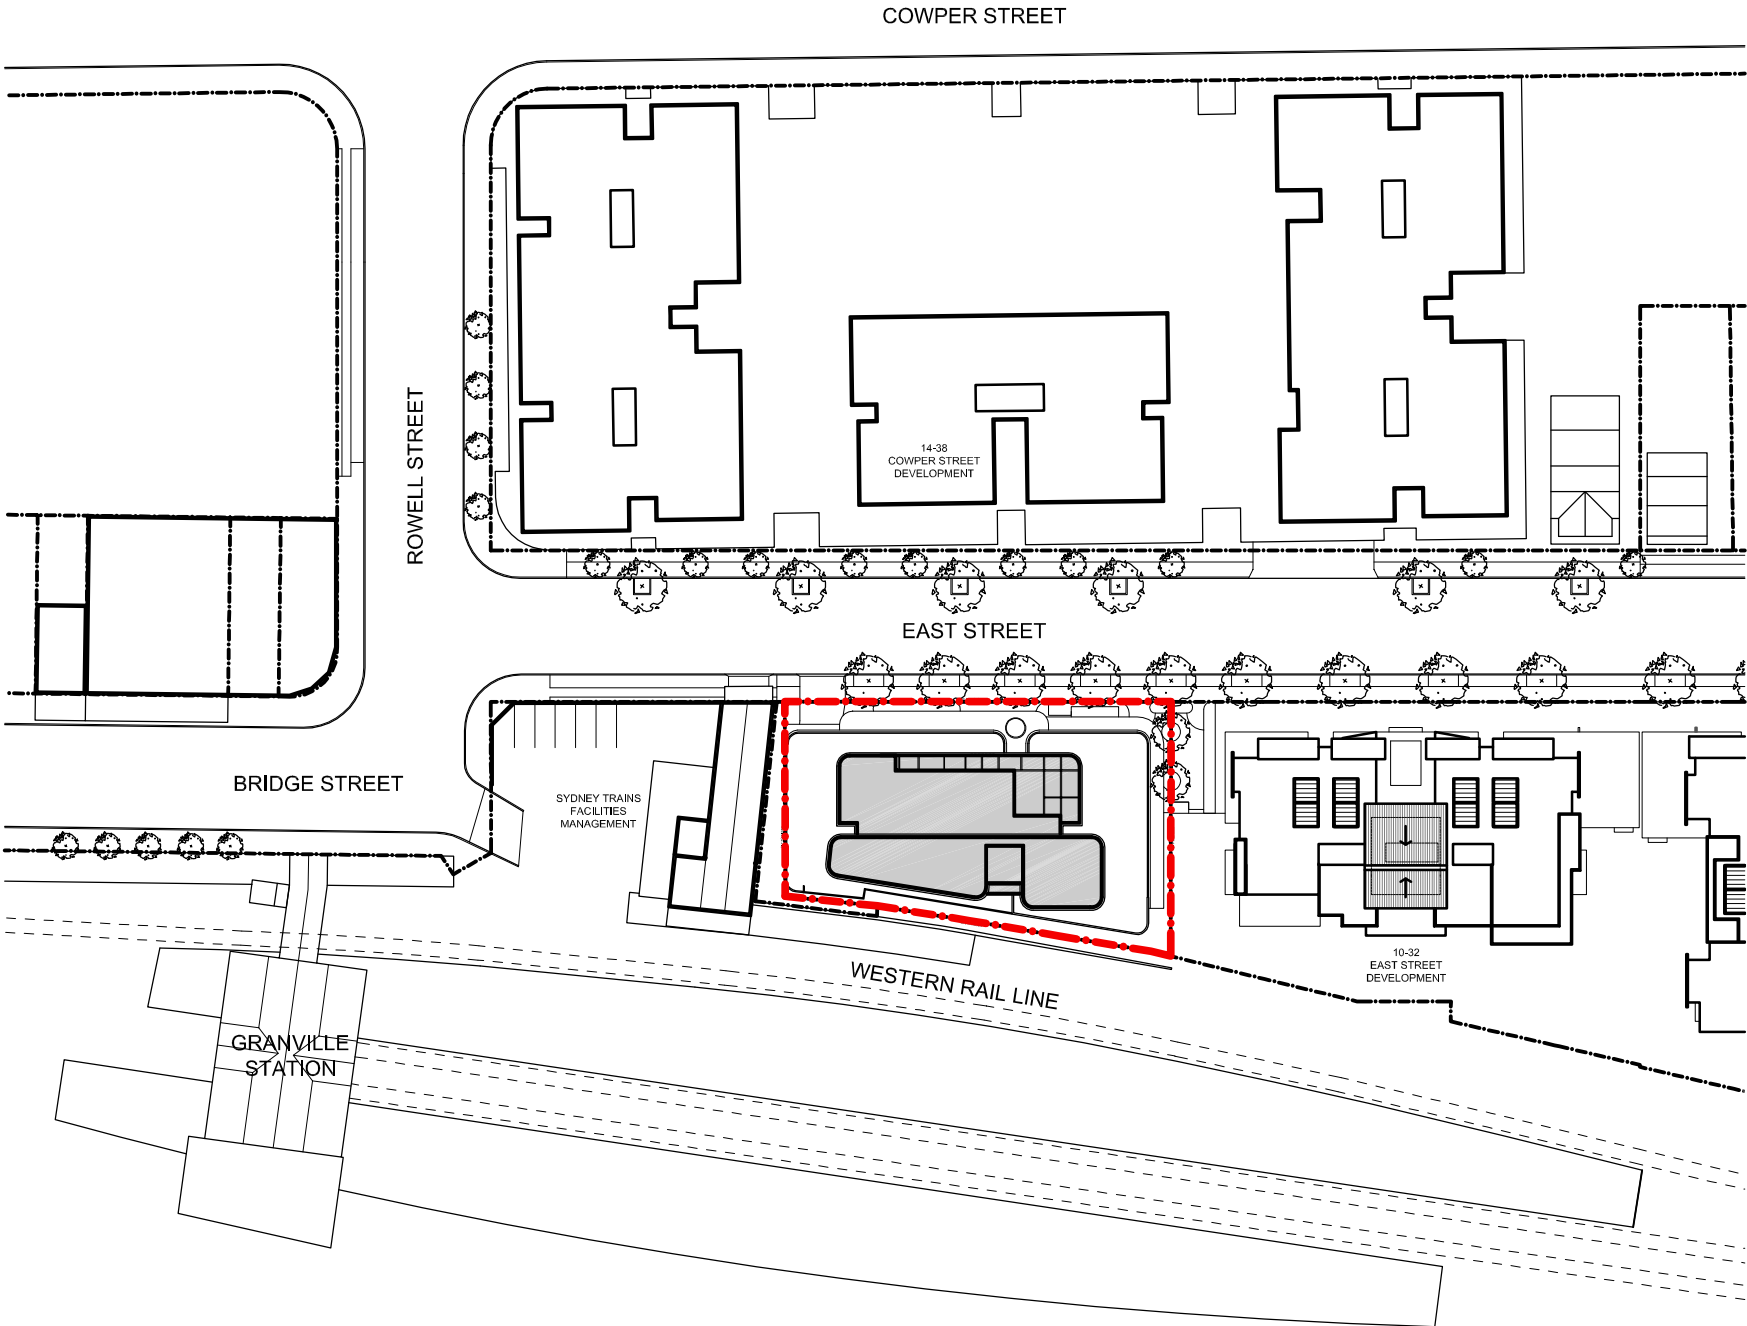 COWPER STREET
ROWELL STREET
14-38
COWPER STREET
DEVELOPMENT
EAST STREET
BRIDGE STREET
SYDNEY TRAINS
FACILITIES
MANAGEMENT
10-32
EAST STREET
DEVELOPMENT
WESTERN RAIL LINE
GRANVILLE
STATION